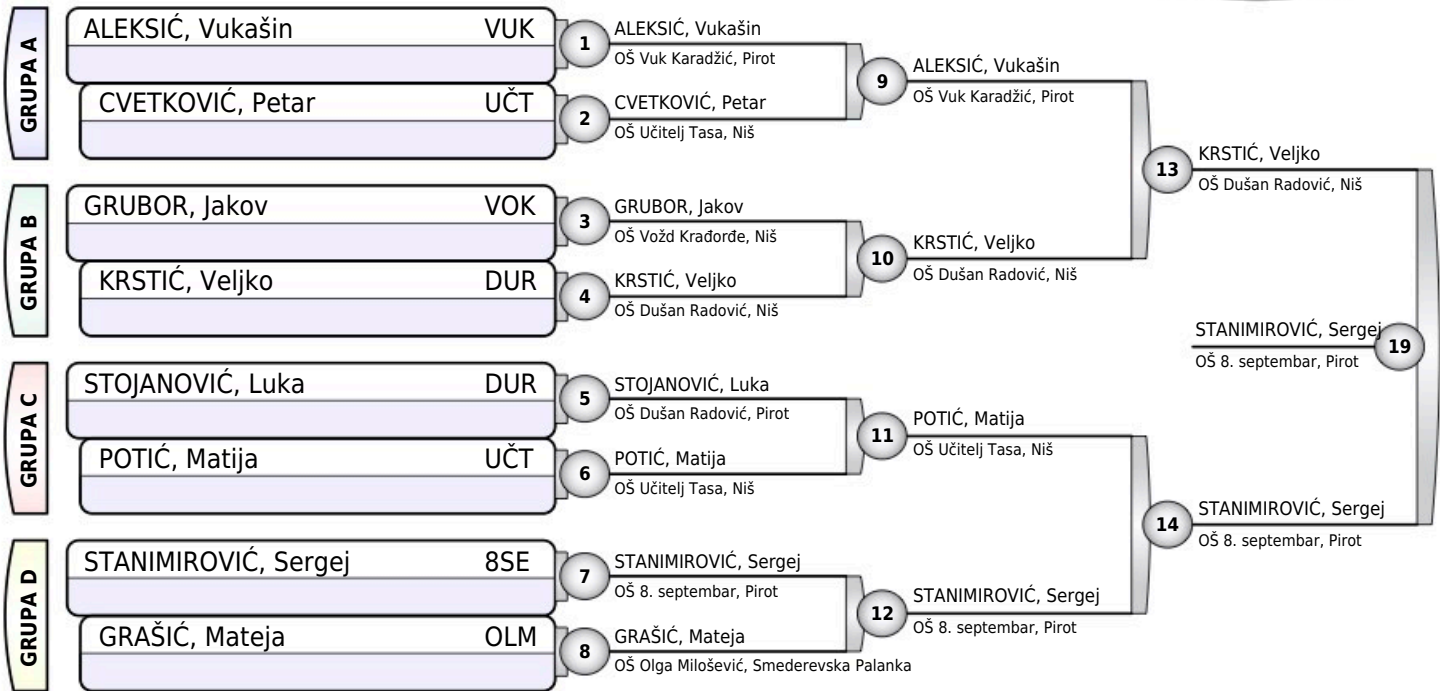 GRUPA A
ALEKSIĆ, Vukašin VUK
CVETKOVIĆ, Petar UČT
GRUPA B
GRUBOR, Jakov VOK
KRSTIĆ, Veljko DUR
GRUPA C
STOJANOVIĆ, Luka DUR
POTIĆ, Matija UČT
GRUPA D
STANIMIROVIĆ, Sergej 8SE
GRAŠIĆ, Mateja OLM
1
ALEKSIĆ, Vukašin
OŠ Vuk Karadžić, Pirot
2
CVETKOVIĆ, Petar
OŠ Učitelj Tasa, Niš
3
GRUBOR, Jakov
OŠ Vožd Krađorđe, Niš
4
KRSTIĆ, Veljko
OŠ Dušan Radović, Niš
5
STOJANOVIĆ, Luka
OŠ Dušan Radović, Pirot
6
POTIĆ, Matija
OŠ Učitelj Tasa, Niš
7
STANIMIROVIĆ, Sergej
OŠ 8. septembar, Pirot
8
GRAŠIĆ, Mateja
OŠ Olga Milošević, Smederevska Palanka
9
ALEKSIĆ, Vukašin
OŠ Vuk Karadžić, Pirot
10
KRSTIĆ, Veljko
OŠ Dušan Radović, Niš
11
POTIĆ, Matija
OŠ Učitelj Tasa, Niš
12
STANIMIROVIĆ, Sergej
OŠ 8. septembar, Pirot
13
KRSTIĆ, Veljko
OŠ Dušan Radović, Niš
14
STANIMIROVIĆ, Sergej
OŠ 8. septembar, Pirot
STANIMIROVIĆ, Sergej
19
OŠ 8. septembar, Pirot